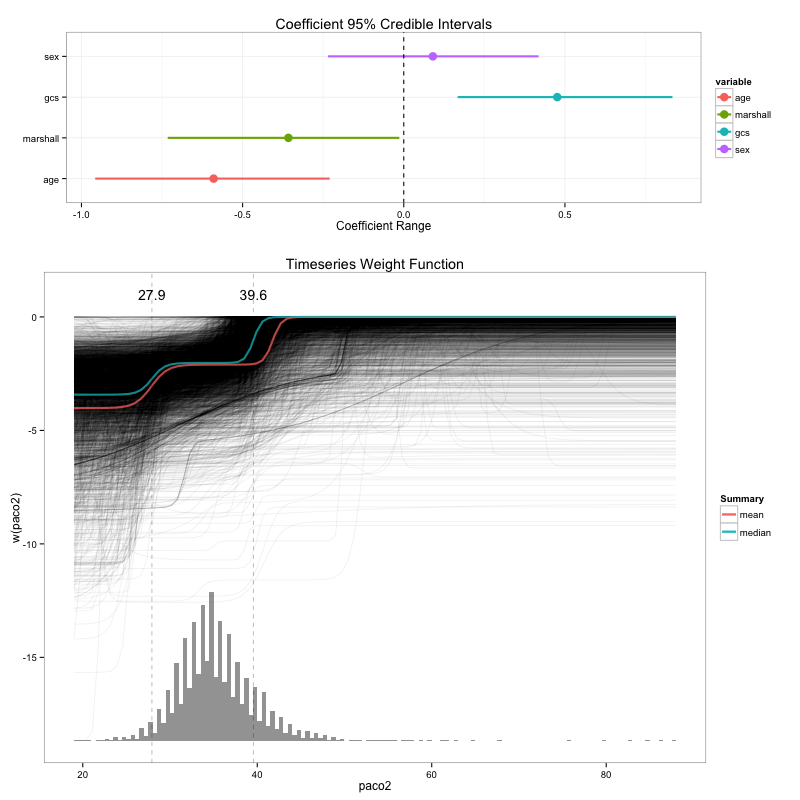 Coefficient 95% Credible Intervals
sex
gcs
marshall
age
-1.0 -0.5 0.0 0.5
Coefficient Range
variable
age
marshall
gcs
sex
Timeseries Weight Function
27.9 39.6
0
-5
-10
-15
w(paco2)
20 40 60 80
paco2
Summary
mean
median